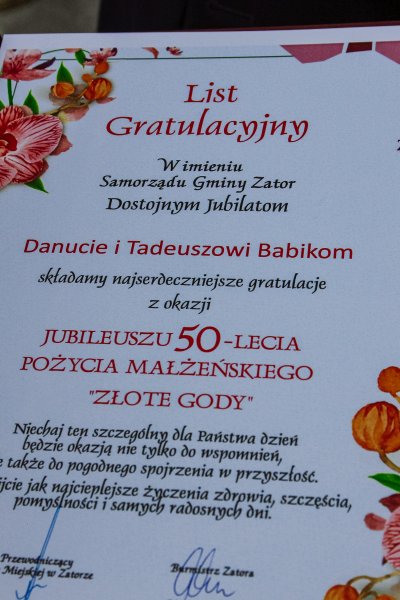 List
Gratulacyjny
W imieniu
Samorządu Gminy Zator
Dostojnym Jubilatom
Danucie i Tadeuszowi Babikom
składamy najserdeczniejsze gratulacje
z okazji
JUBILEUSZU 50-LECIA
POŻYCIA MAŁŻEŃSKIEGO
"ZŁOTE GODY"
Niechaj ten szczególny dla Państwa dzień
będzie okazją nie tylko do wspomnień,
także do pogodnego spojrzenia w przyszłość.
jak najcieplejsze życzenia zdrowia, szczęścia,
pomyślności i samych radosnych dni.
Przewodniczący
Miejskiej w Zatorze
Burmistrz Zatora